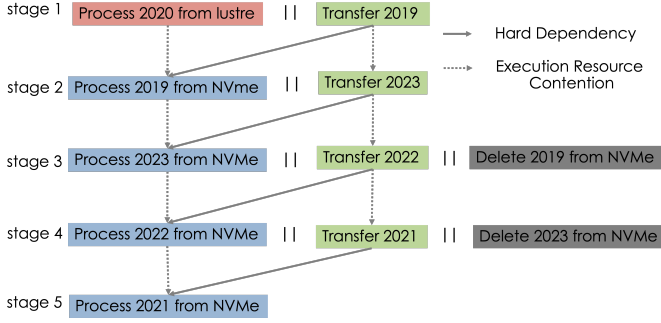 stage 1 Process 2020 from lustre || Transfer 2019
Hard Dependency
Execution Resource
Contention
stage 2 Process 2019 from NVme || Transfer 2023
stage 3 Process 2023 from NVMe || Transfer 2022 || Delete 2019 from NVMe
stage 4 Process 2022 from NVMe || Transfer 2021 || Delete 2023 from NVMe
stage 5 Process 2021 from NVMe